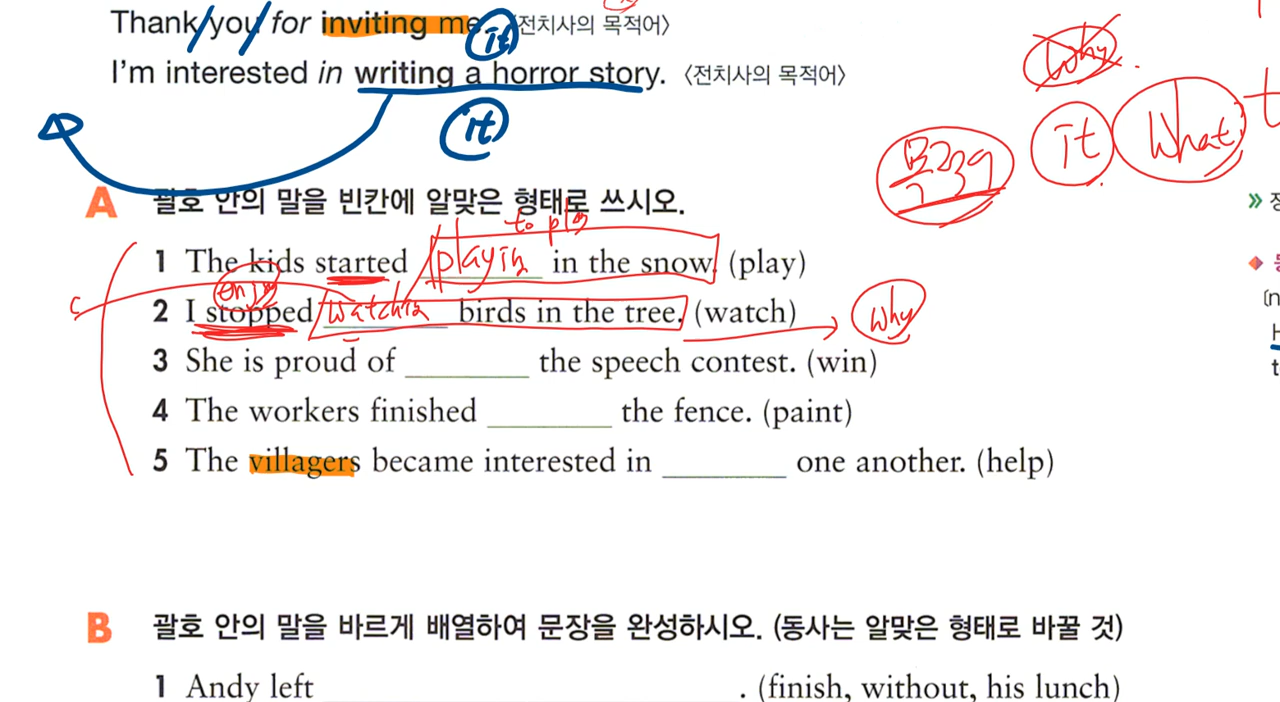 Thank you for inviting me it 〈전치사의 목적어〉
I'm interested in writing a horror story. 〈전치사의 목적어〉
why.
it
it What
A 괄호 안의 말을 빈칸에 알맞은 형태로 쓰시오.
to play
1 The kids started playin in the snow. (play)
enjoy
2 I stopped watchin birds in the tree. (watch) why
3 She is proud of ________ the speech contest. (win)
4 The workers finished ________ the fence. (paint)
5 The villagers became interested in ________ one another. (help)
B 괄호 안의 말을 바르게 배열하여 문장을 완성하시오. (동사는 알맞은 형태로 바꿀 것)
1 Andy left ________ . (finish, without, his lunch)